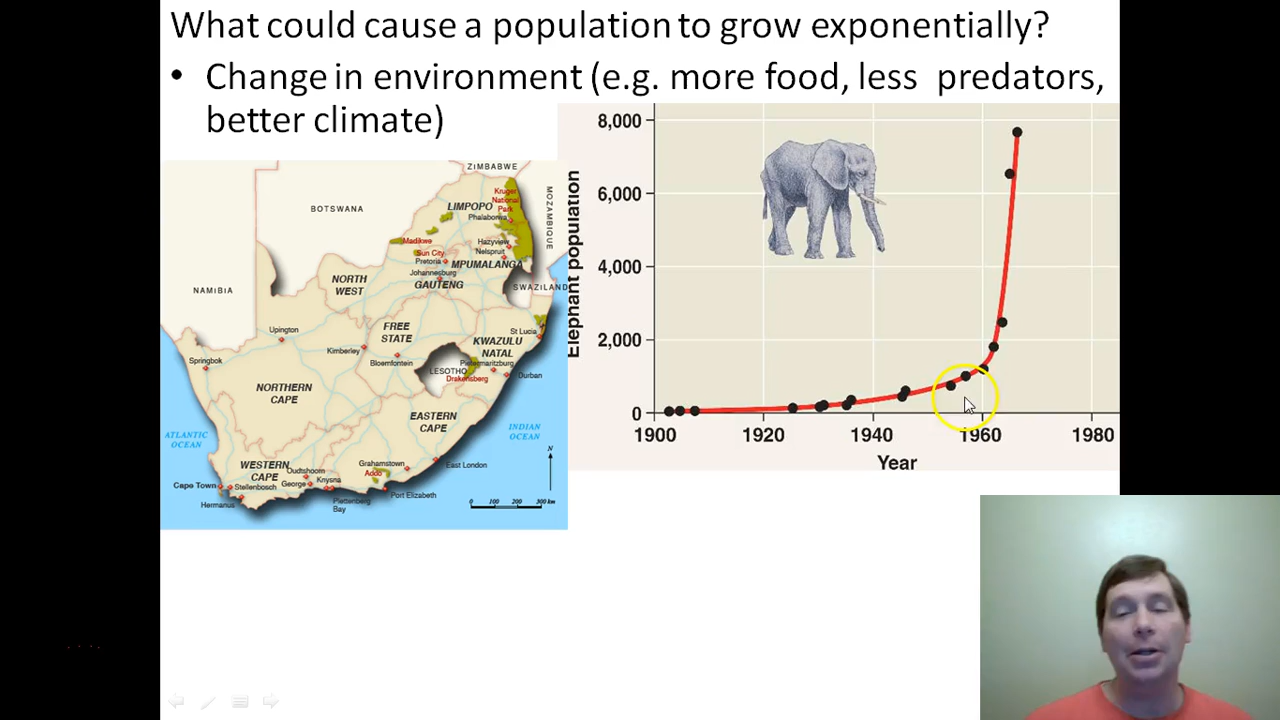 What could cause a population to grow exponentially?
• Change in environment (e.g. more food, less predators,
better climate)
ZIMBABWE
BOTSWANA
MOZAMBIQUE
NAMIBIA
SWAZILAND
LIMPOPO
Kruger
National
Park
Phalaborwa
Hazyview
Nelspruit
Madikwe
Sun City
Pretoria
Johannesburg
MPUMALANGA
GAUTENG
NORTH
WEST
FREE
STATE
KWAZULU
NATAL
St Lucia
Upington
Kimberley
Bloemfontein
LESOTHO
Pietermaritzburg
Drakensberg
Durban
Springbok
NORTHERN
CAPE
EASTERN
CAPE
ATLANTIC
OCEAN
INDIAN
OCEAN
WESTERN
CAPE
Oudtshoorn
Grahamstown
Addo
East London
Cape Town
Stellenbosch
George
Knysna
Hermanus
Plettenberg
Bay
Port Elizabeth
N
0 100 200 300 km
Elephant population
8,000
6,000
4,000
2,000
0
1900 1920 1940 1960 1980
Year